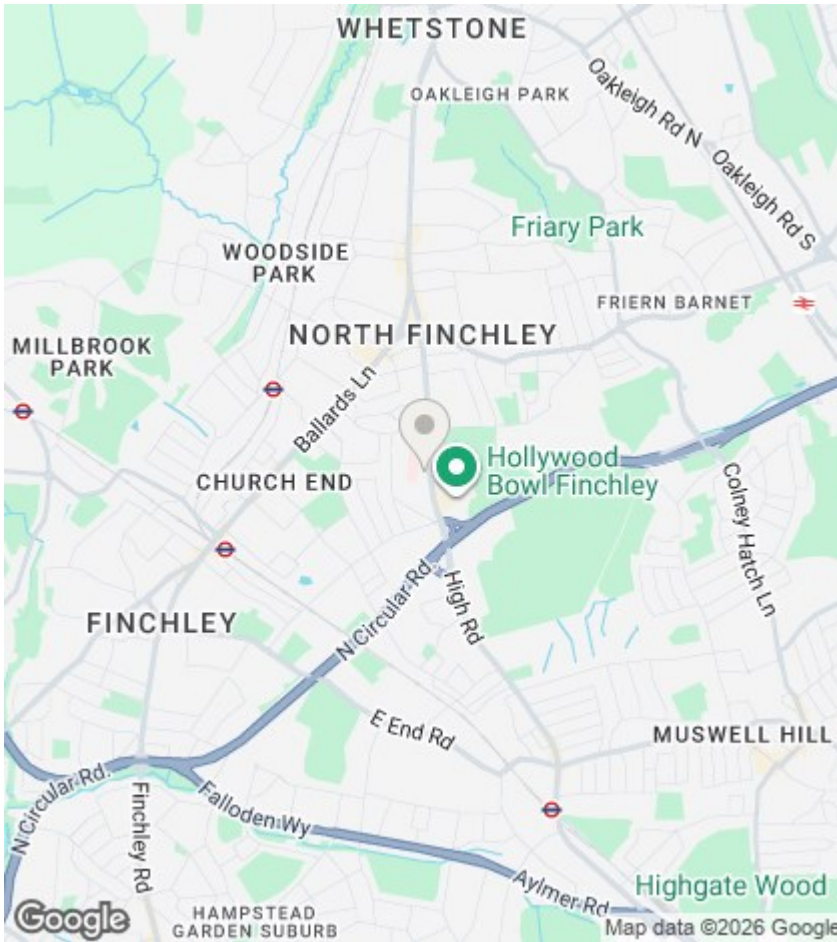 WHETSTONE
OAKLEIGH PARK
Oakleigh Rd N
Oakleigh Rd S
Friary Park
WOODSIDE
PARK
FRIERN BARNET
NORTH FINCHLEY
MILLBROOK
PARK
Ballards Ln
Hollywood
Bowl Finchley
CHURCH END
Colney Hatch Ln
N Circular Rd.
High Rd
FINCHLEY
E End Rd
MUSWELL HILL
N Circular Rd.
Falloden Wy
Finchley Rd
Aylmer Rd
Highgate Wood
HAMPSTEAD
GARDEN SUBURB
Google
Map data ©2026 Google